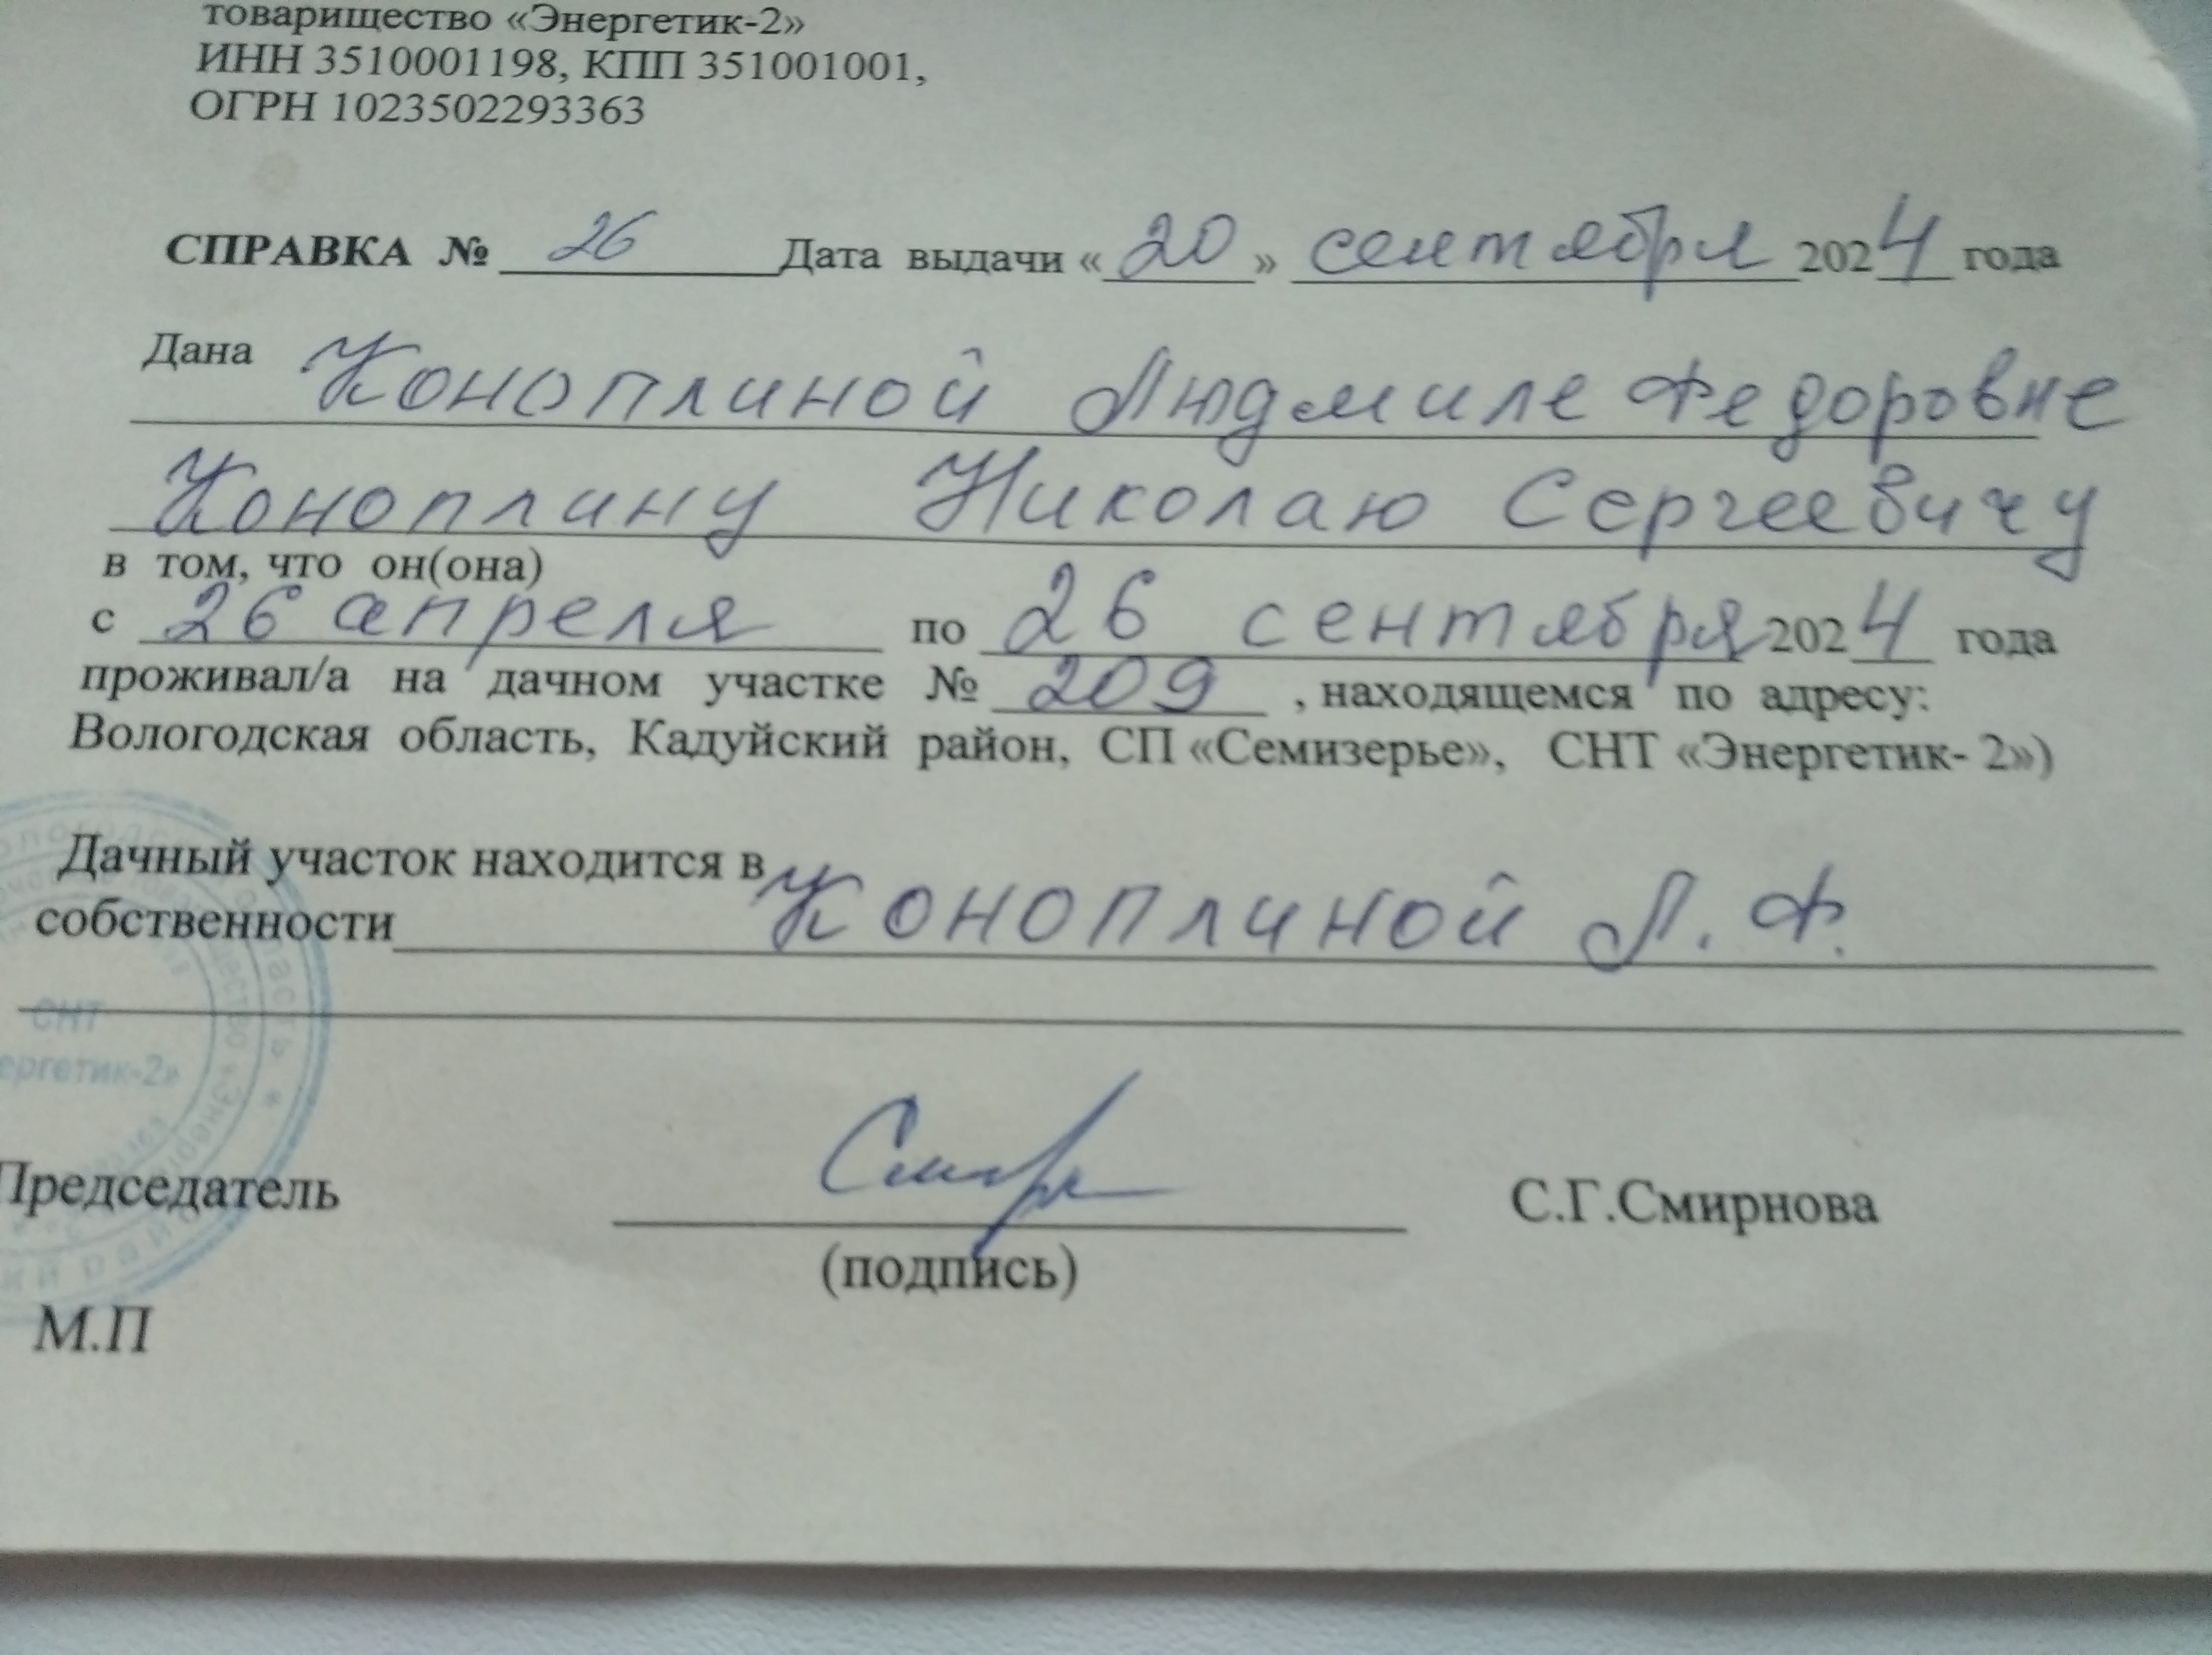 товарищество «Энергетик-2»
ИНН 3510001198, КПП 351001001,
ОГРН 1023502293363
СПРАВКА № 26 Дата выдачи «20» сентября 2024 года
Дана Коноплиной Людмиле Федоровне
Коноплину Николаю Сергеевичу
в том, что он(она)
с 26 апреля по 26 сентября 2024 года
проживал/а на дачном участке № 209, находящемся по адресу:
Вологодская область, Кадуйский район, СП «Семизерье», СНТ «Энергетик- 2»)
Дачный участок находится в
собственности Коноплиной Л. Ф.
СНТ
ергетик-2»
Председатель С.Г.Смирнова
(подпись)
М.П